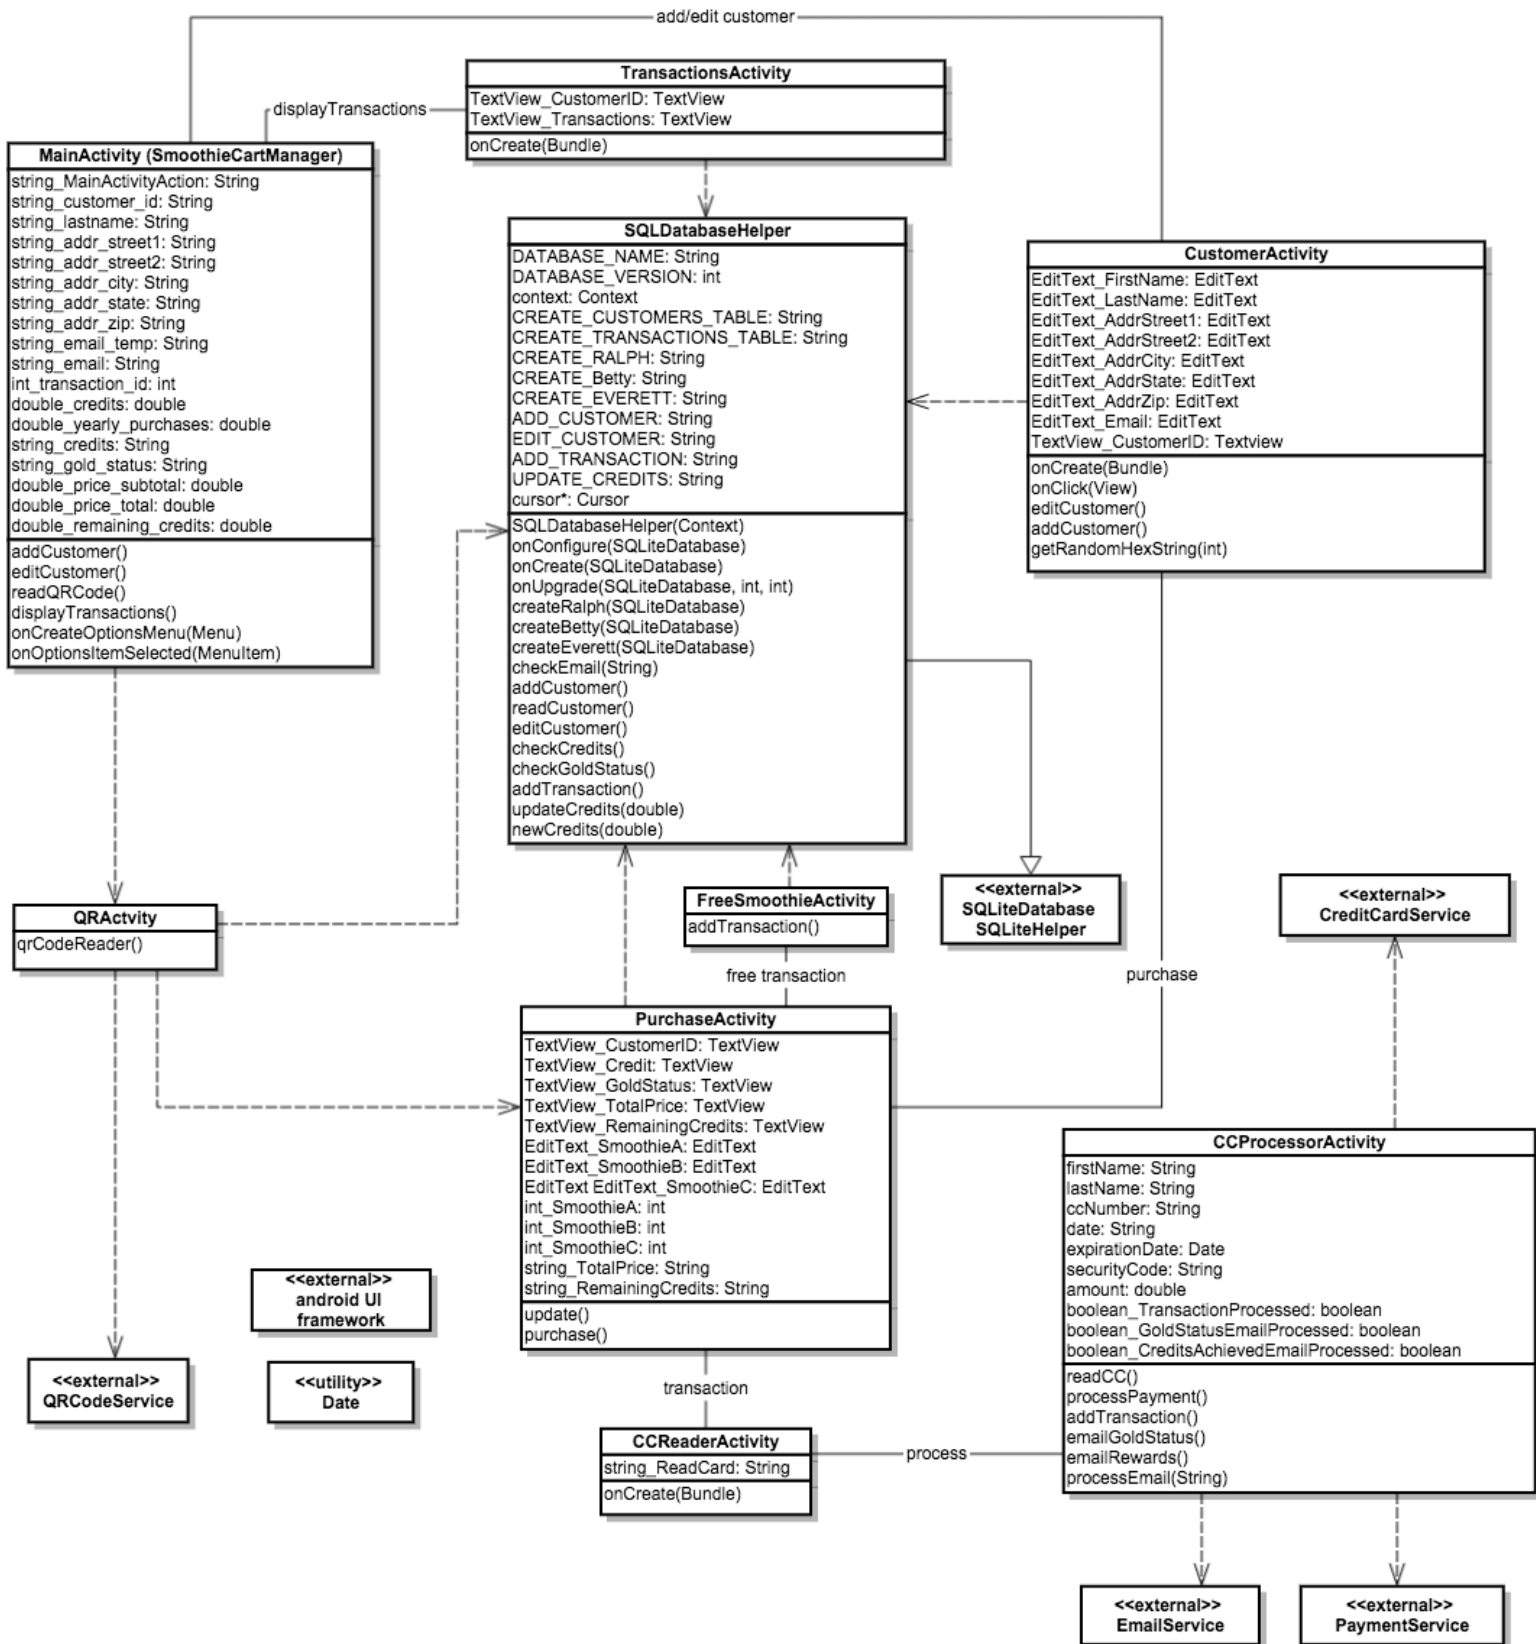 add/edit customer
TransactionsActivity
TextView_CustomerID: TextView
TextView_Transactions: TextView
onCreate(Bundle)
displayTransactions
MainActivity (SmoothieCartManager)
string_MainActivityAction: String
string_customer_id: String
string_lastname: String
string_addr_street1: String
string_addr_street2: String
string_addr_city: String
string_addr_state: String
string_addr_zip: String
string_email_temp: String
string_email: String
int_transaction_id: int
double_credits: double
double_yearly_purchases: double
string_credits: String
string_gold_status: String
double_price_subtotal: double
double_price_total: double
double_remaining_credits: double
addCustomer()
editCustomer()
readQRCode()
displayTransactions()
onCreateOptionsMenu(Menu)
onOptionsItemSelected(MenuItem)
SQLDatabaseHelper
DATABASE_NAME: String
DATABASE_VERSION: int
context: Context
CREATE_CUSTOMERS_TABLE: String
CREATE_TRANSACTIONS_TABLE: String
CREATE_RALPH: String
CREATE_Betty: String
CREATE_EVERETT: String
ADD_CUSTOMER: String
EDIT_CUSTOMER: String
ADD_TRANSACTION: String
UPDATE_CREDITS: String
cursor*: Cursor
SQLDatabaseHelper(Context)
onConfigure(SQLiteDatabase)
onCreate(SQLiteDatabase)
onUpgrade(SQLiteDatabase, int, int)
createRalph(SQLiteDatabase)
createBetty(SQLiteDatabase)
createEverett(SQLiteDatabase)
checkEmail(String)
addCustomer()
readCustomer()
editCustomer()
checkCredits()
checkGoldStatus()
addTransaction()
updateCredits(double)
newCredits(double)
CustomerActivity
EditText_FirstName: EditText
EditText_LastName: EditText
EditText_AddrStreet1: EditText
EditText_AddrStreet2: EditText
EditText_AddrCity: EditText
EditText_AddrState: EditText
EditText_AddrZip: EditText
EditText_Email: EditText
TextView_CustomerID: Textview
onCreate(Bundle)
onClick(View)
editCustomer()
addCustomer()
getRandomHexString(int)
QRActvity
qrCodeReader()
FreeSmoothieActivity
addTransaction()
<<external>>
SQLiteDatabase
SQLiteHelper
<<external>>
CreditCardService
free transaction
purchase
PurchaseActivity
TextView_CustomerID: TextView
TextView_Credit: TextView
TextView_GoldStatus: TextView
TextView_TotalPrice: TextView
TextView_RemainingCredits: TextView
EditText_SmoothieA: EditText
EditText_SmoothieB: EditText
EditText EditText_SmoothieC: EditText
int_SmoothieA: int
int_SmoothieB: int
int_SmoothieC: int
string_TotalPrice: String
string_RemainingCredits: String
update()
purchase()
CCProcessorActivity
firstName: String
lastName: String
ccNumber: String
date: String
expirationDate: Date
securityCode: String
amount: double
boolean_TransactionProcessed: boolean
boolean_GoldStatusEmailProcessed: boolean
boolean_CreditsAchievedEmailProcessed: boolean
readCC()
processPayment()
addTransaction()
emailGoldStatus()
emailRewards()
processEmail(String)
<<external>>
android UI
framework
<<external>>
QRCodeService
<<utility>>
Date
transaction
CCReaderActivity
string_ReadCard: String
onCreate(Bundle)
process
<<external>>
EmailService
<<external>>
PaymentService